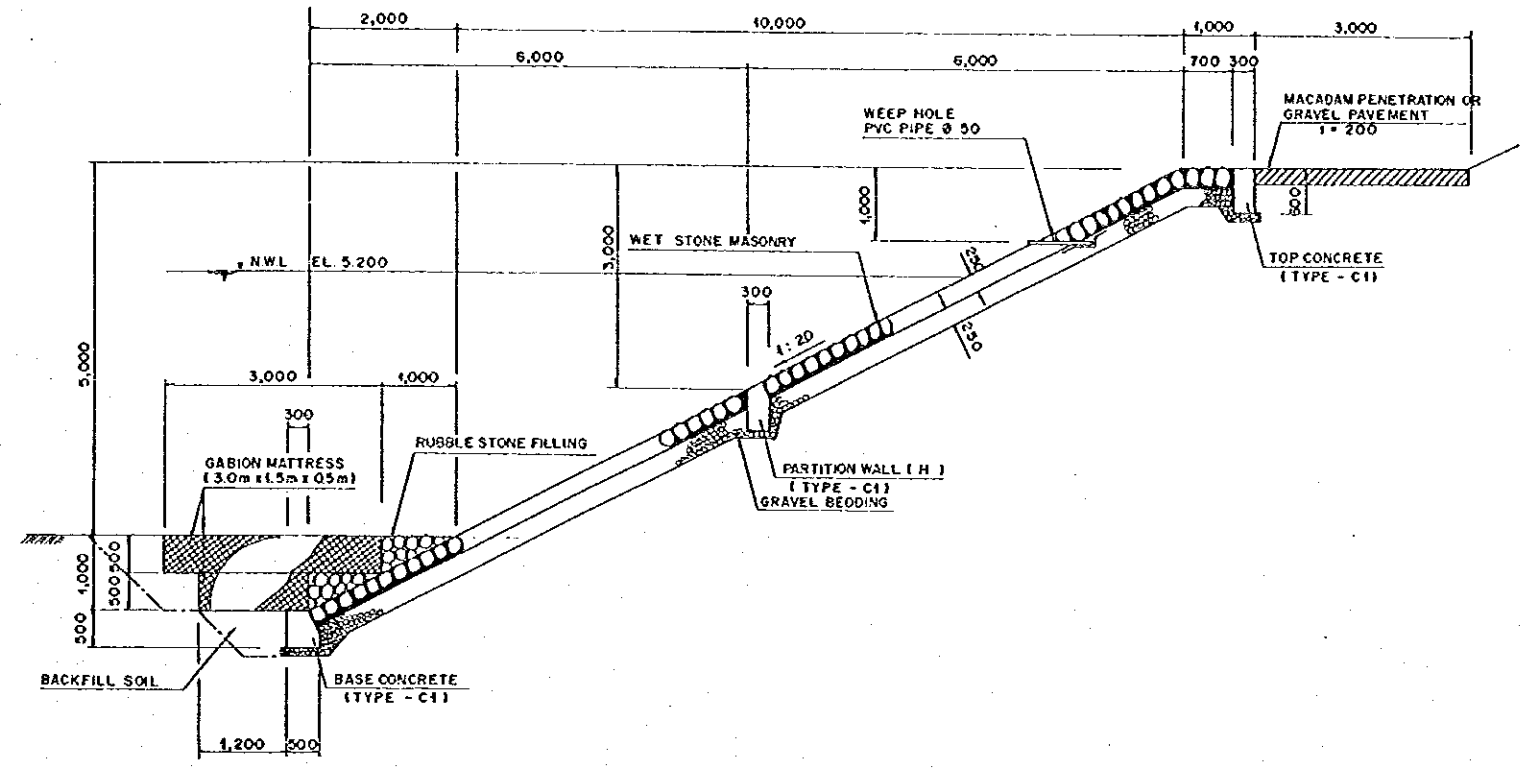 2,000
10,000
1,000
3,000
6,000
6,000
700
300
MACADAM PENETRATION OR
GRAVEL PAVEMENT
t = 200
WEEP HOLE
PVC PIPE Ø 50
1,000
3,000
WET STONE MASONRY
N.W.L EL. 5.200
250
TOP CONCRETE
(TYPE - C1)
300
250
1:20
5,000
3,000
1,000
300
RUBBLE STONE FILLING
GABION MATTRESS
(3.0m x 1.5m x 0.5m)
PARTITION WALL ( H )
( TYPE - C1)
GRAVEL BEDDING
1,000
500
500
500
BACKFILL SOIL
BASE CONCRETE
(TYPE - C1)
1,200
500